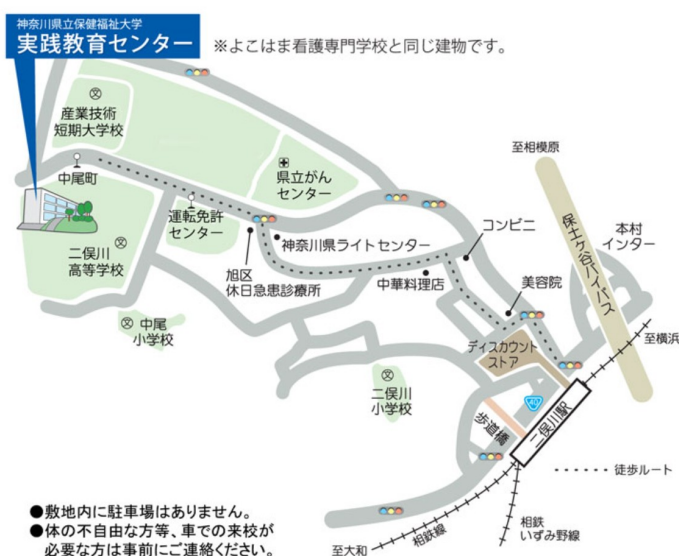 神奈川県立保健福祉大学
実践教育センター
※よこはま看護専門学校と同じ建物です。
産業技術
短期大学校
中尾町
県立がん
センター
至相模原
運転免許
センター
コンビニ
保土ヶ谷バイパス
本村
インター
二俣川
高等学校
神奈川県ライトセンター
旭区
休日急患診療所
中華料理店
美容院
中尾
小学校
ディスカウント
ストア
至横浜
二俣川
小学校
歩道橋
二俣川駅
徒歩ルート
●敷地内に駐車場はありません。
●体の不自由な方等、車での来校が
必要な方は事前にご連絡ください。
至大和
相鉄線
相鉄
いずみ野線